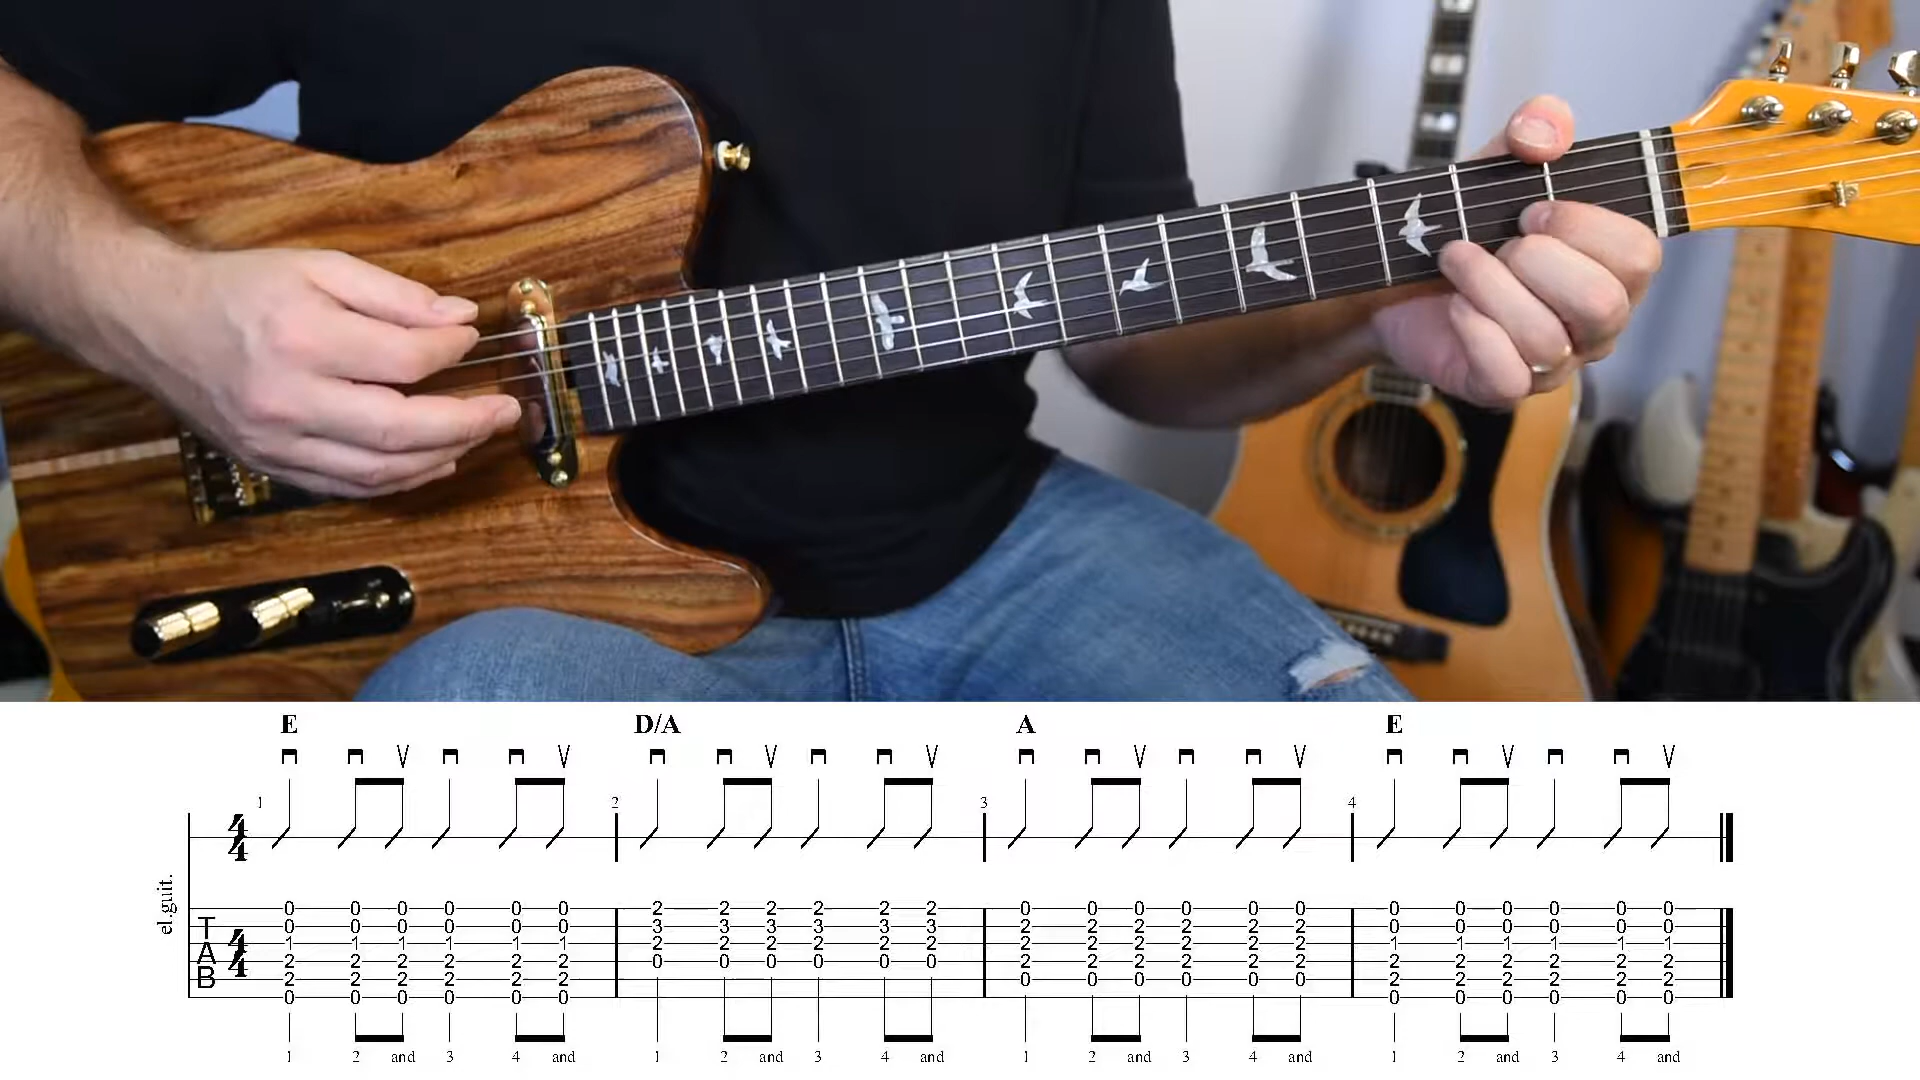 E D/A A E
1 2 3 4
4 4
el.guit.
T A B
4 4
0 0 0 0 0 0 2 2 2 2 2 2 0 0 0 0 0 0 0 0 0 0 0 0
0 0 0 0 0 0 3 3 3 3 3 3 2 2 2 2 2 2 0 0 0 0 0 0
1 1 1 1 1 1 2 2 2 2 2 2 2 2 2 2 2 2 1 1 1 1 1 1
2 2 2 2 2 2 0 0 0 0 0 0 2 2 2 2 2 2 2 2 2 2 2 2
2 2 2 2 2 2 0 0 0 0 0 0 2 2 2 2 2 2
0 0 0 0 0 0 0 0 0 0 0 0
1 2 and 3 4 and 1 2 and 3 4 and 1 2 and 3 4 and 1 2 and 3 4 and